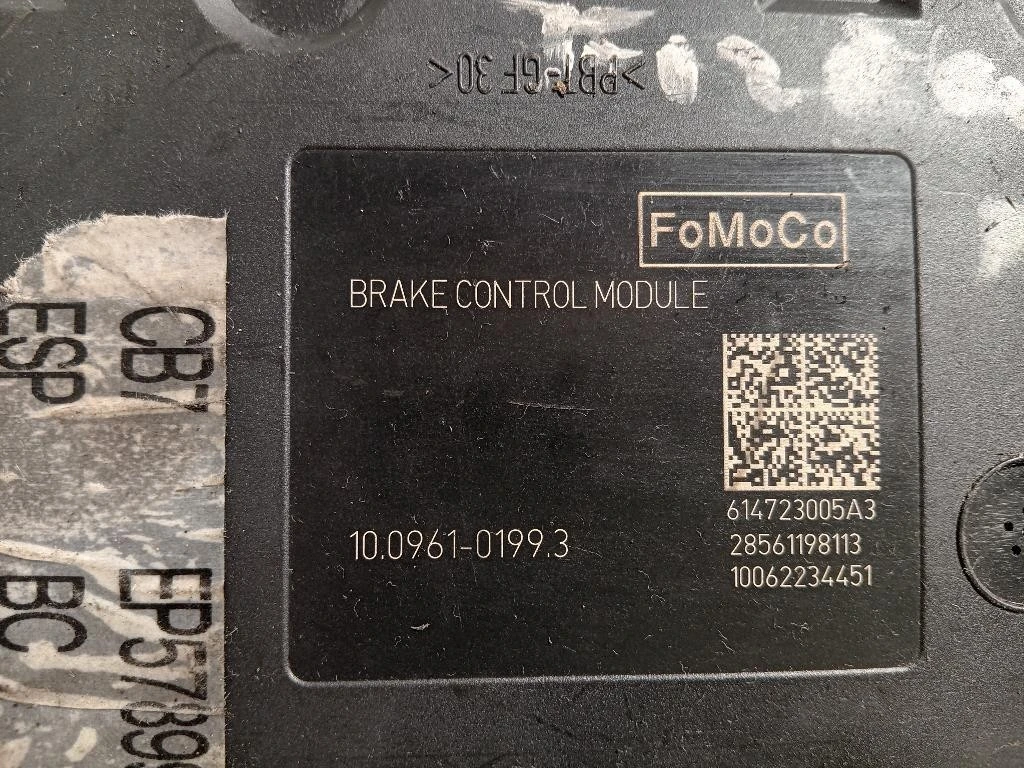 >PBT-GF 30<
FoMoCo
BRAKE CONTROL MODULE
614723005A3
10.0961-0199.3
28561198113
10062234451
CB7
ESP
BC